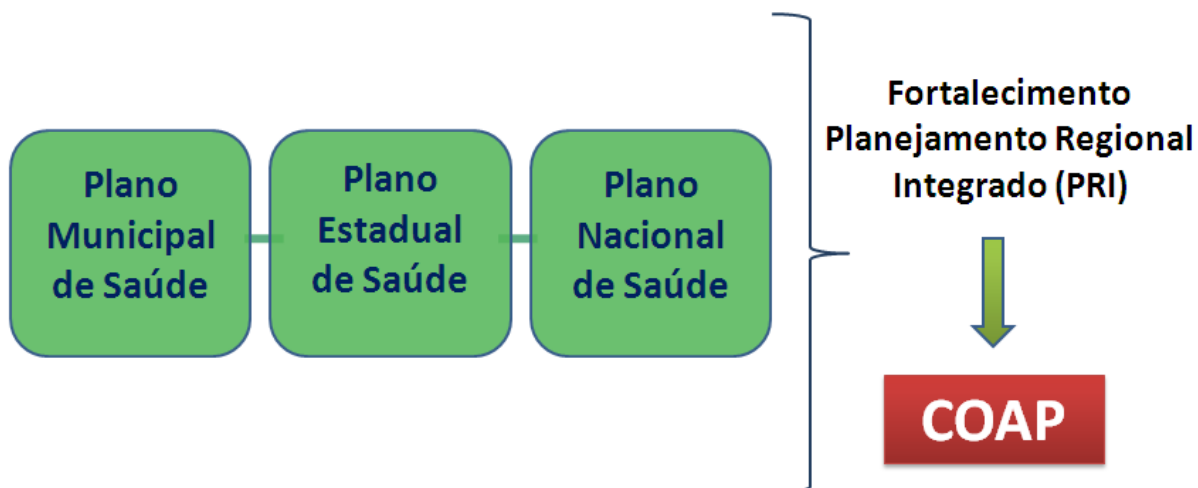 Plano
Municipal
de Saúde
Plano
Estadual
de Saúde
Plano
Nacional
de Saúde
Fortalecimento
Planejamento Regional
Integrado (PRI)
COAP